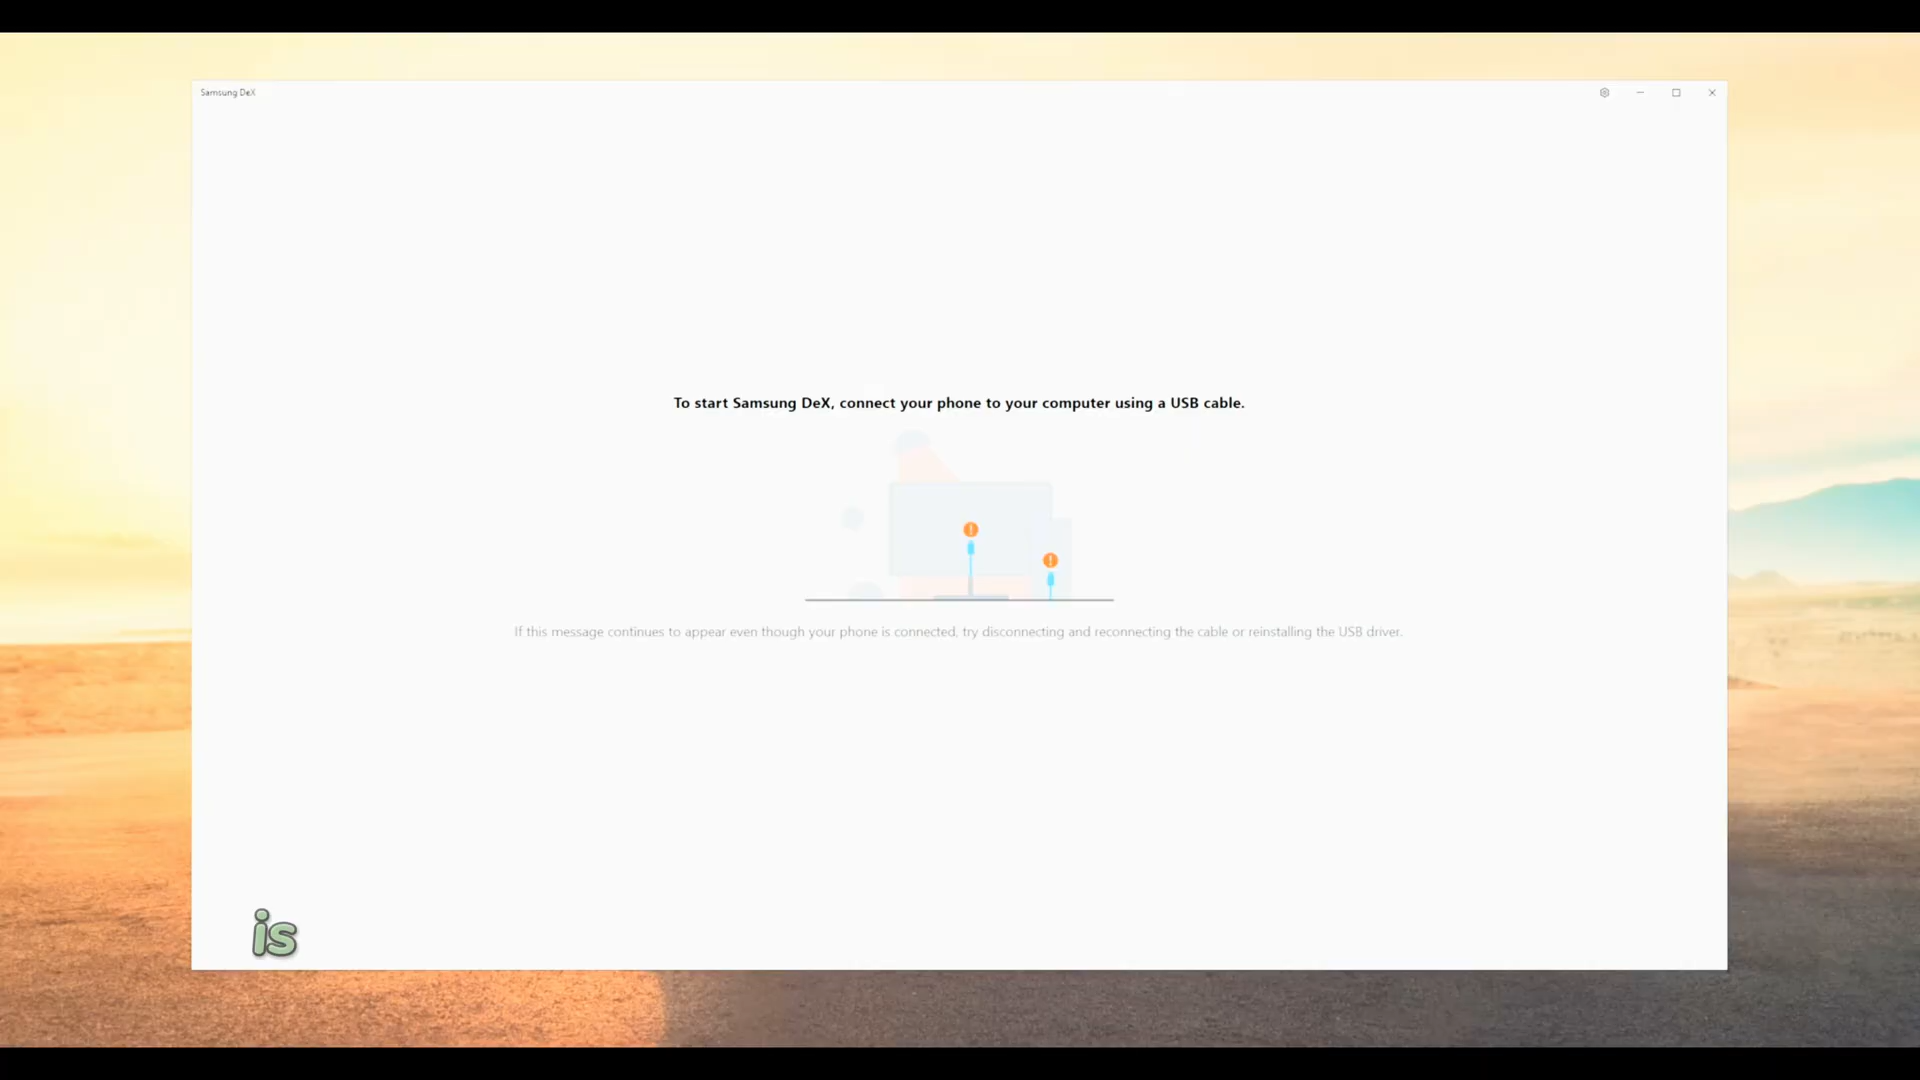 Samsung DeX
To start Samsung DeX, connect your phone to your computer using a USB cable.
If this message continues to appear even though your phone is connected, try disconnecting and reconnecting the cable or reinstalling the USB driver.
is